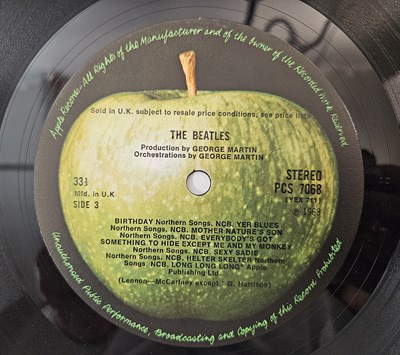 Apple Records·All Rights of the Manufacturer and of the Owner of the Recorded Work Reserved
Sold in U.K. subject to resale price conditions, see price lists
THE BEATLES
Production by GEORGE MARTIN
Orchestrations by GEORGE MARTIN
33⅓
Mfd. in U.K
SIDE 3
STEREO
PCS 7068
(YEX 711)
℗ 1968
BIRTHDAY Northern Songs. NCB. YER BLUES
Northern Songs. NCB. MOTHER NATURE'S SON
Northern Songs. NCB. EVERYBODY'S GOT
SOMETHING TO HIDE EXCEPT ME AND MY MONKEY
Northern Songs. NCB. SEXY SADIE
Northern Songs. NCB. HELTER SKELTER Northern
Songs. NCB. LONG LONG LONG* Apple
Publishing Ltd.
(Lennon—McCartney except * G. Harrison)
Unauthorised Public Performance, Broadcasting and Copying of this Record Prohibited